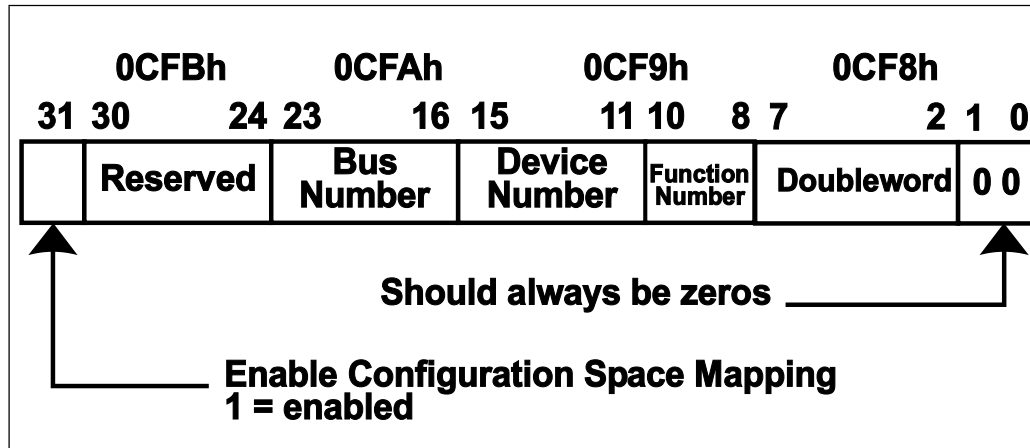 0CFBh 0CFAh 0CF9h 0CF8h
31 30 24 23 16 15 11 10 8 7 2 1 0
Reserved
Bus
Number
Device
Number
Function
Number
Doubleword
0 0
Should always be zeros
Enable Configuration Space Mapping
1 = enabled